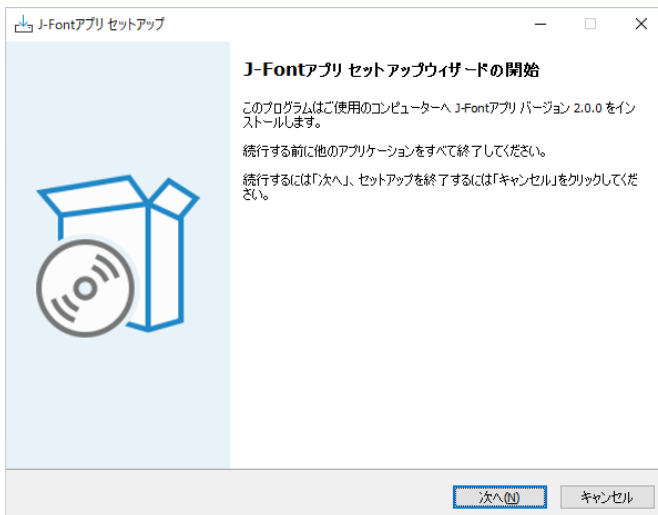 J-Fontアプリ セットアップ
J-Fontアプリ セットアップウィザードの開始
このプログラムはご使用のコンピューターへ J-Fontアプリ バージョン 2.0.0 をイン
ストールします。
続行する前に他のアプリケーションをすべて終了してください。
続行するには「次へ」、セットアップを終了するには「キャンセル」をクリックしてくだ
さい。
次へ(N)
キャンセル